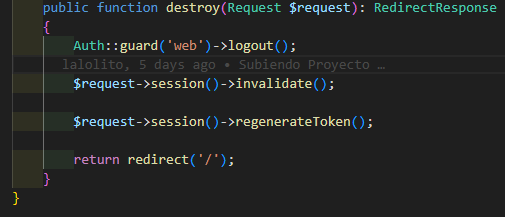 public function destroy(Request $request): RedirectResponse
{
Auth::guard('web')->logout();
lalolito, 5 days ago • Subiendo Proyecto …
$request->session()->invalidate();
$request->session()->regenerateToken();
return redirect('/');
}
}